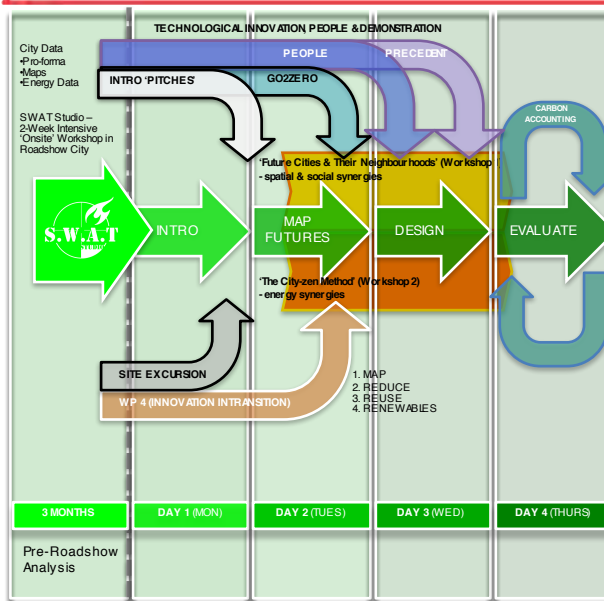 TECHNOLOGICAL INNOVATION, PEOPLE & DEMONSTRATION
City Data
•Pro-forma
•Maps
•Energy Data
SWAT Studio –
2-Week Intensive
'Onsite' Workshop in
Roadshow City
PEOPLE
PRECEDENT
INTRO 'PITCHES'
GO2ZERO
CARBON
ACCOUNTING
'Future Cities & Their Neighbourhoods' (Workshop 1)
- spatial & social synergies
S.W.A.T
STUDIO
INTRO
MAP
FUTURES
DESIGN
EVALUATE
'The City-zen Method' (Workshop 2)
- energy synergies
SITE EXCURSION
WP 4 (INNOVATION IN TRANSITION)
1. MAP
2. REDUCE
3. REUSE
4. RENEWABLES
3 MONTHS
DAY 1 (MON)
DAY 2 (TUES)
DAY 3 (WED)
DAY 4 (THURS)
Pre-Roadshow
Analysis